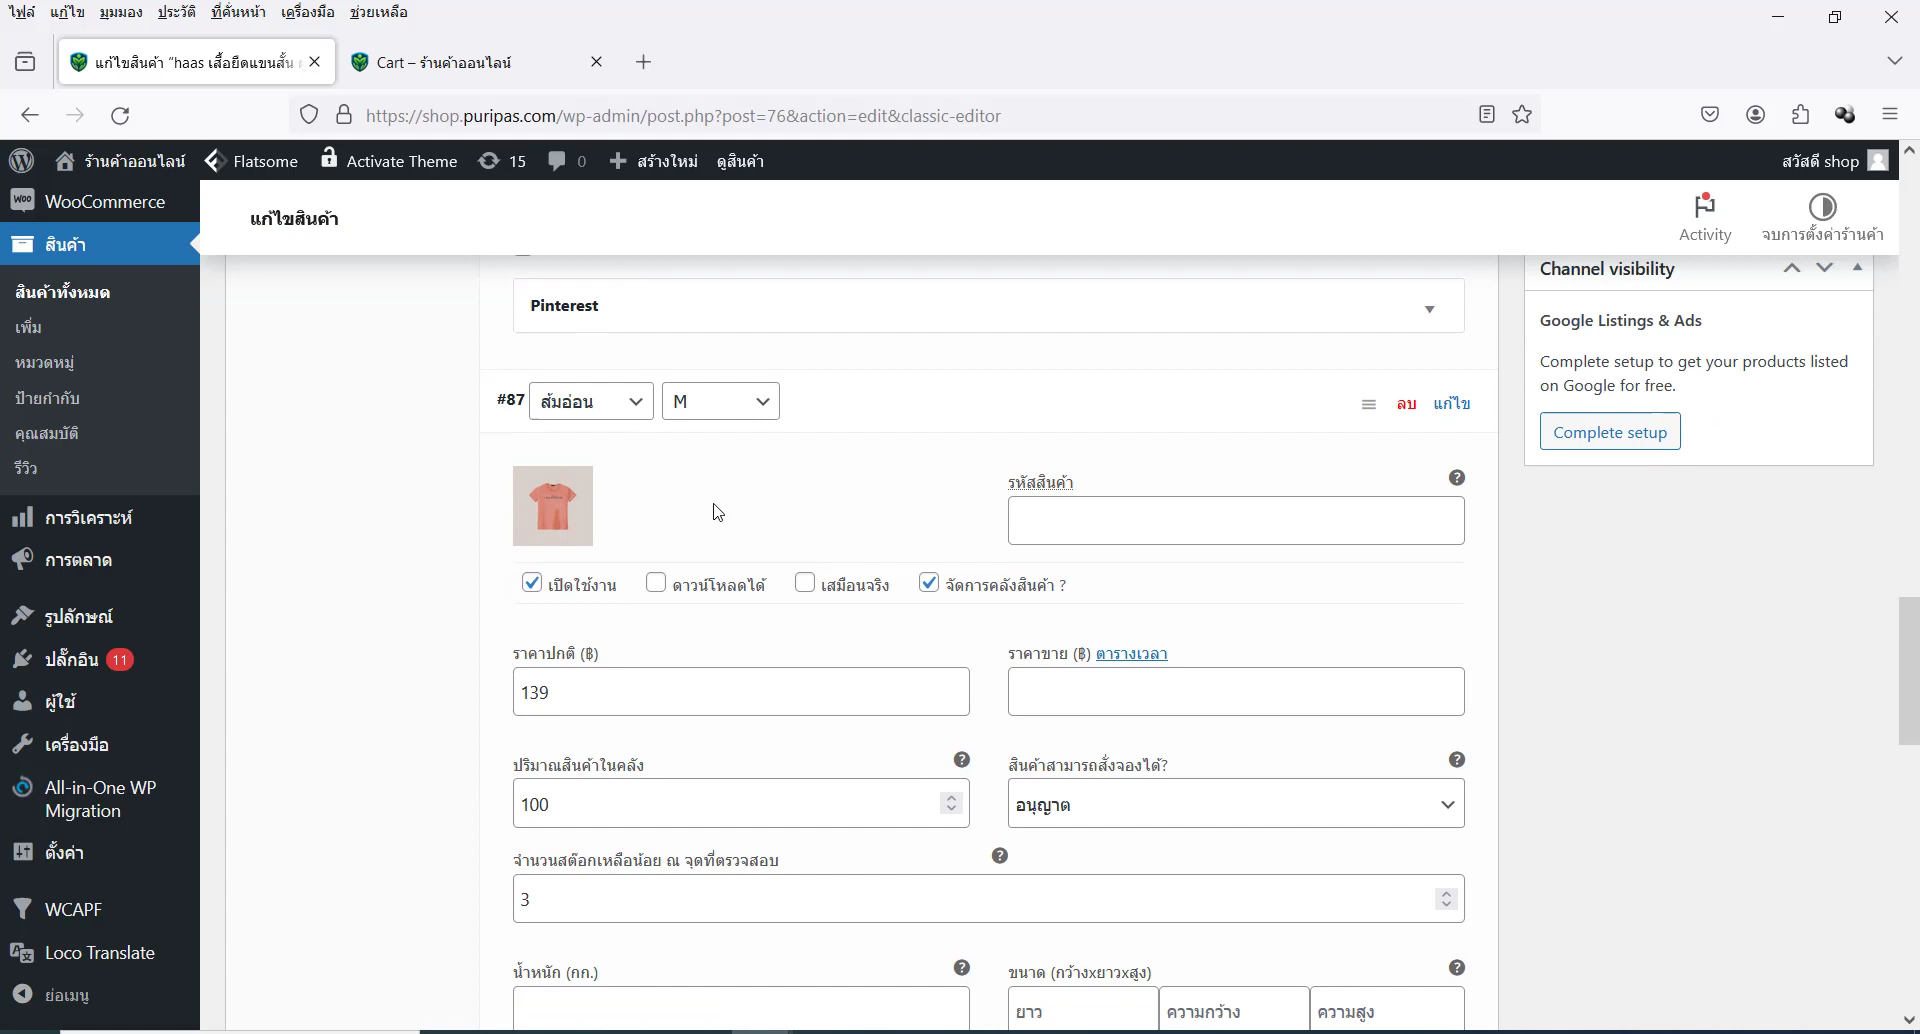 ไฟล์ แก้ไข มุมมอง ประวัติ ที่คั่นหน้า เครื่องมือ ช่วยเหลือ
แก้ไขสินค้า “haas เสื้อยืดแขนสั้น
Cart – ร้านค้าออนไลน์
https://shop.puripas.com/wp-admin/post.php?post=76&action=edit&classic-editor
ร้านค้าออนไลน์ Flatsome Activate Theme 15 0 สร้างใหม่ ดูสินค้า สวัสดี shop
WooCommerce
สินค้า
สินค้าทั้งหมด
เพิ่ม
หมวดหมู่
ป้ายกำกับ
คุณสมบัติ
รีวิว
การวิเคราะห์
การตลาด
รูปลักษณ์
ปลั๊กอิน 11
ผู้ใช้
เครื่องมือ
All-in-One WP
Migration
ตั้งค่า
WCAPF
Loco Translate
ย่อเมนู
แก้ไขสินค้า
Activity
จบการตั้งค่าร้านค้า
Pinterest
#87 ส้มอ่อน M ลบ แก้ไข
รหัสสินค้า
เปิดใช้งาน ดาวน์โหลดได้ เสมือนจริง จัดการคลังสินค้า ?
ราคาปกติ (฿)
139
ราคาขาย (฿) ตารางเวลา
ปริมาณสินค้าในคลัง
100
สินค้าสามารถสั่งจองได้?
อนุญาต
จำนวนสต๊อกเหลือน้อย ณ จุดที่ตรวจสอบ
3
น้ำหนัก (กก.)
ขนาด (กว้างxยาวxสูง)
ยาว ความกว้าง ความสูง
Channel visibility
Google Listings & Ads
Complete setup to get your products listed
on Google for free.
Complete setup